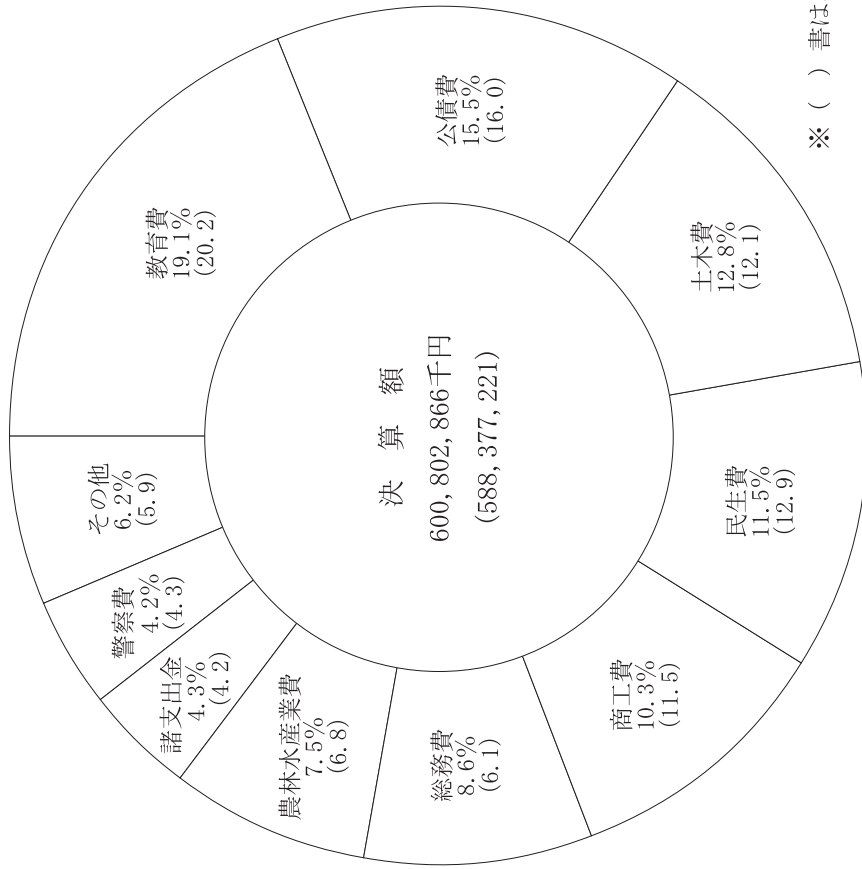 決算額
600,802,866千円
(588,377,221)
教育費
19.1%
(20.2)
公債費
15.5%
(16.0)
土木費
12.8%
(12.1)
民生費
11.5%
(12.9)
商工費
10.3%
(11.5)
総務費
8.6%
(6.1)
農林水産業費
7.5%
(6.8)
諸支出金
4.3%
(4.2)
警察費
4.2%
(4.3)
その他
6.2%
(5.9)
※( )書は